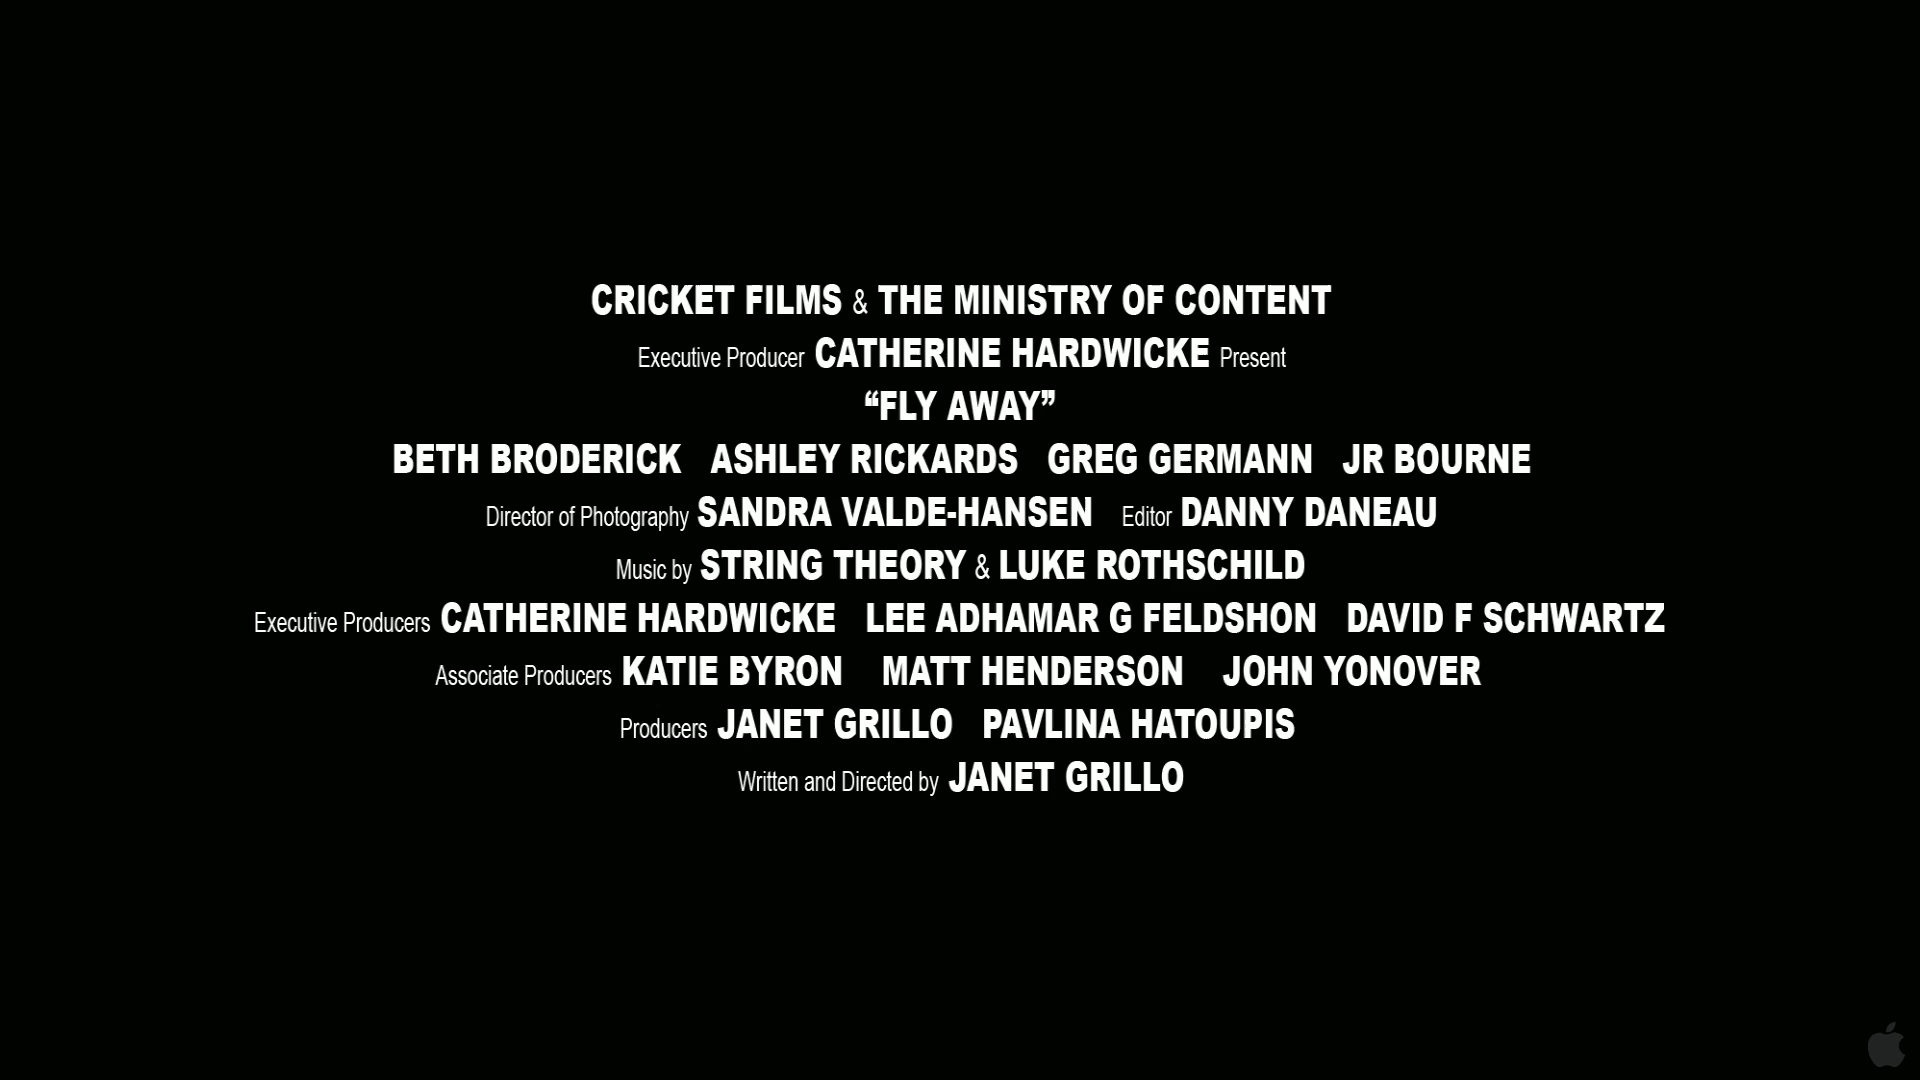 CRICKET FILMS & THE MINISTRY OF CONTENT
Executive Producer CATHERINE HARDWICKE Present
“FLY AWAY”
BETH BRODERICK ASHLEY RICKARDS GREG GERMANN JR BOURNE
Director of Photography SANDRA VALDE-HANSEN Editor DANNY DANEAU
Music by STRING THEORY & LUKE ROTHSCHILD
Executive Producers CATHERINE HARDWICKE LEE ADHAMAR G FELDSHON DAVID F SCHWARTZ
Associate Producers KATIE BYRON MATT HENDERSON JOHN YONOVER
Producers JANET GRILLO PAVLINA HATOUPIS
Written and Directed by JANET GRILLO